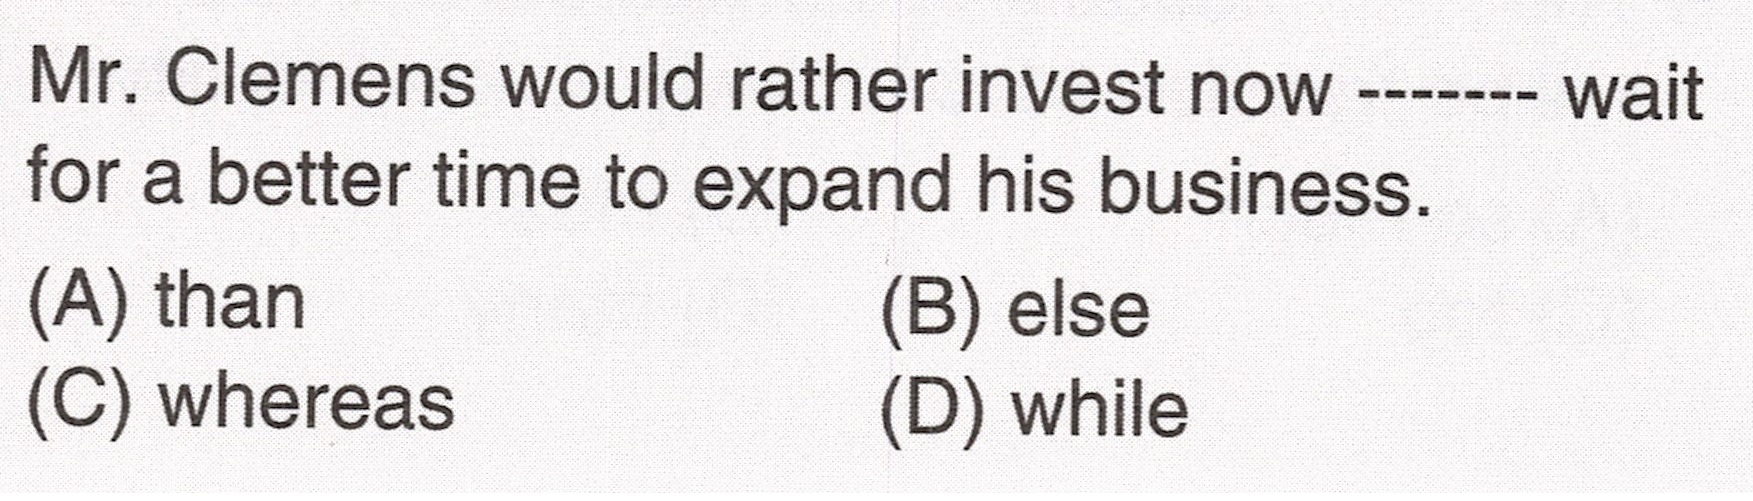 Mr. Clemens would rather invest now ------- wait
for a better time to expand his business.
(A) than (B) else
(C) whereas (D) while